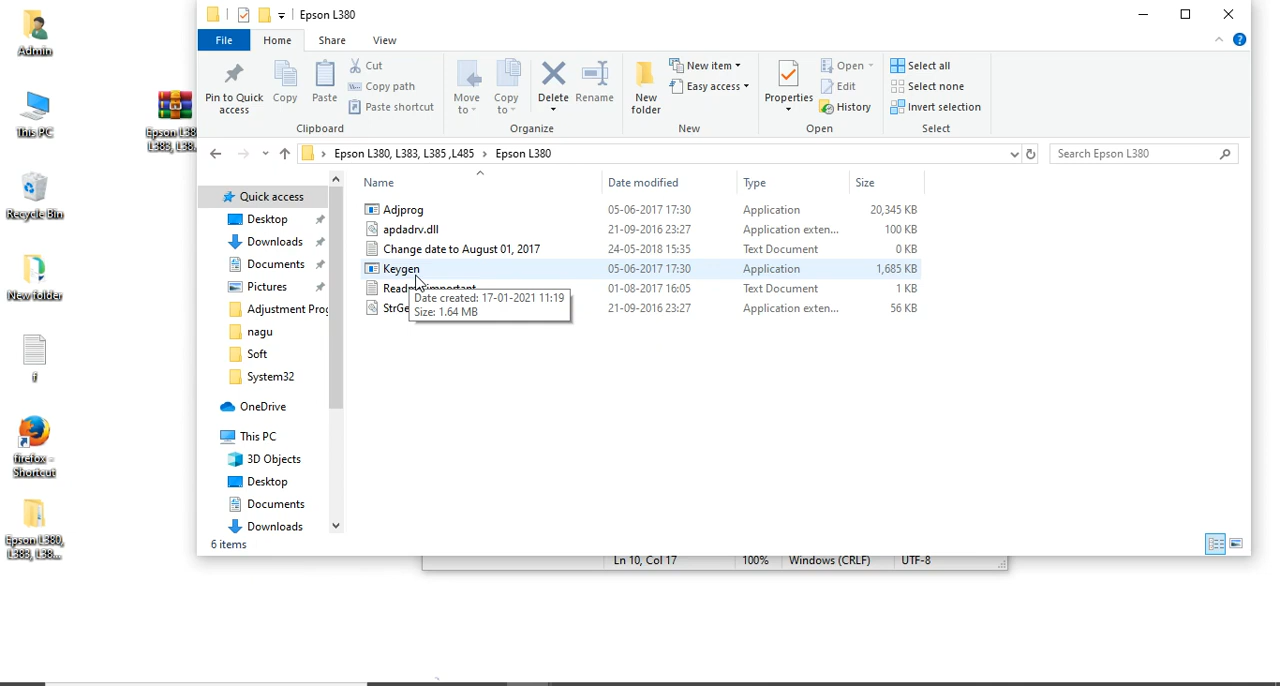 Epson L380
File Home Share View
Pin to Quick access
Copy
Paste
Cut
Copy path
Paste shortcut
Clipboard
Move to
Copy to
Delete
Rename
Organize
New folder
New item
Easy access
New
Properties
Open
Edit
History
Open
Select all
Select none
Invert selection
Select
Epson L380, L383, L385 ,L485 › Epson L380
Search Epson L380
Name Date modified Type Size
Adjprog 05-06-2017 17:30 Application 20,345 KB
apdadrv.dll 21-09-2016 23:27 Application exten... 100 KB
Change date to August 01, 2017 24-05-2018 15:35 Text Document 0 KB
Keygen 05-06-2017 17:30 Application 1,685 KB
01-08-2017 16:05 Text Document 1 KB
StrGe 21-09-2016 23:27 Application exten... 56 KB
Date created: 17-01-2021 11:19
Size: 1.64 MB
Quick access
Desktop
Downloads
Documents
Pictures
Adjustment Prog
nagu
Soft
System32
OneDrive
This PC
3D Objects
Desktop
Documents
Downloads
6 items
Ln 10, Col 17 100% Windows (CRLF) UTF-8
Admin
This PC
Recycle Bin
New folder
firefox -
Shortcut
Epson L380,
L383, L38...
Epson L38
L383, L38.